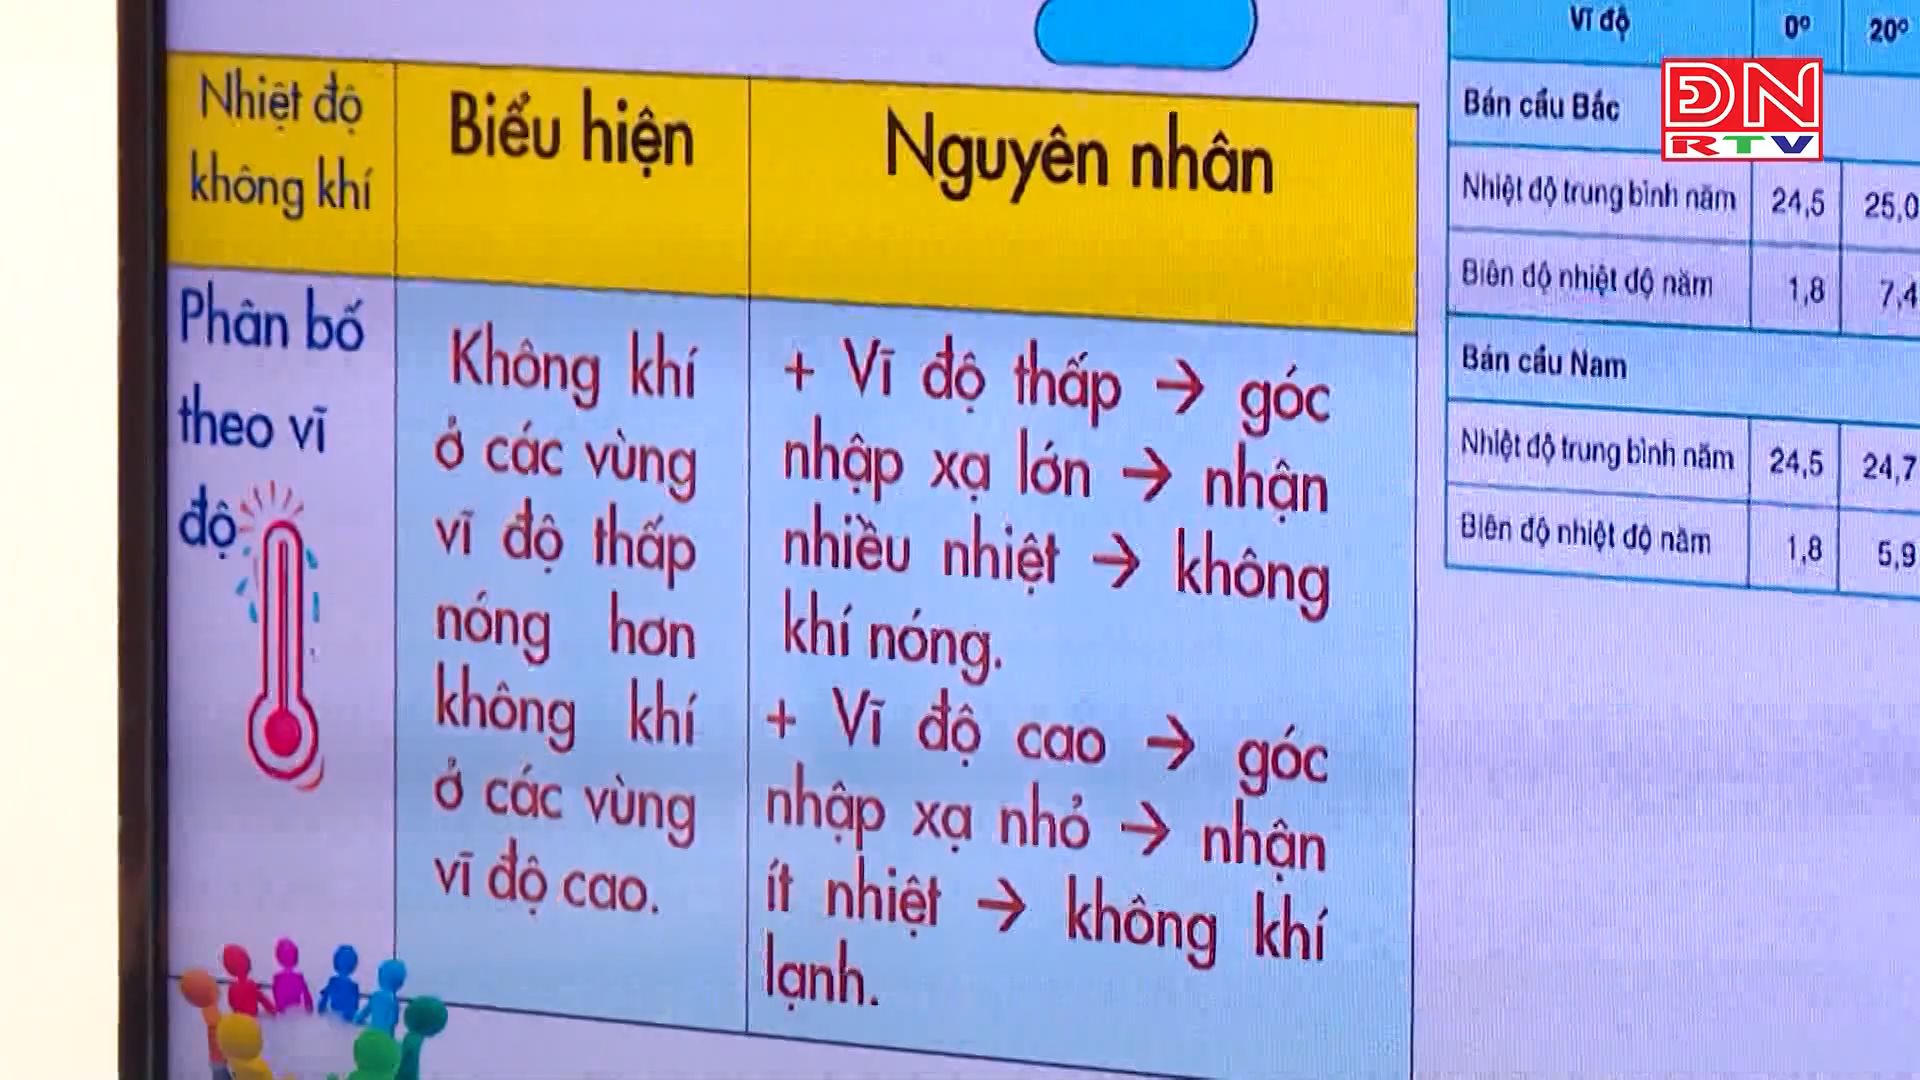 Nhiệt độ
không khí
Biểu hiện
Nguyên nhân
Phân bố
theo vĩ
độ
Không khí
ở các vùng
vĩ độ thấp
nóng hơn
không khí
ở các vùng
vĩ độ cao.
+ Vĩ độ thấp → góc
nhập xạ lớn → nhận
nhiều nhiệt → không
khí nóng.
+ Vĩ độ cao → góc
nhập xạ nhỏ → nhận
ít nhiệt → không khí
lạnh.
Vĩ độ 0° 20°
Bán cầu Bắc
Nhiệt độ trung bình năm 24,5 25,0
Biên độ nhiệt độ năm 1,8 7,4
Bán cầu Nam
Nhiệt độ trung bình năm 24,5 24,7
Biên độ nhiệt độ năm 1,8 5,9
ĐN
RTV